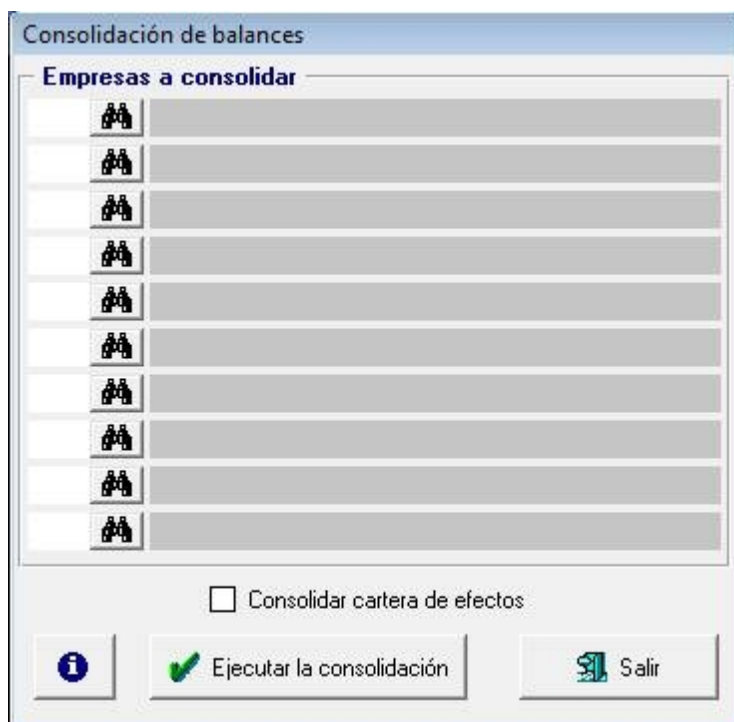 Consolidación de balances
Empresas a consolidar
Consolidar cartera de efectos
Ejecutar la consolidación
Salir